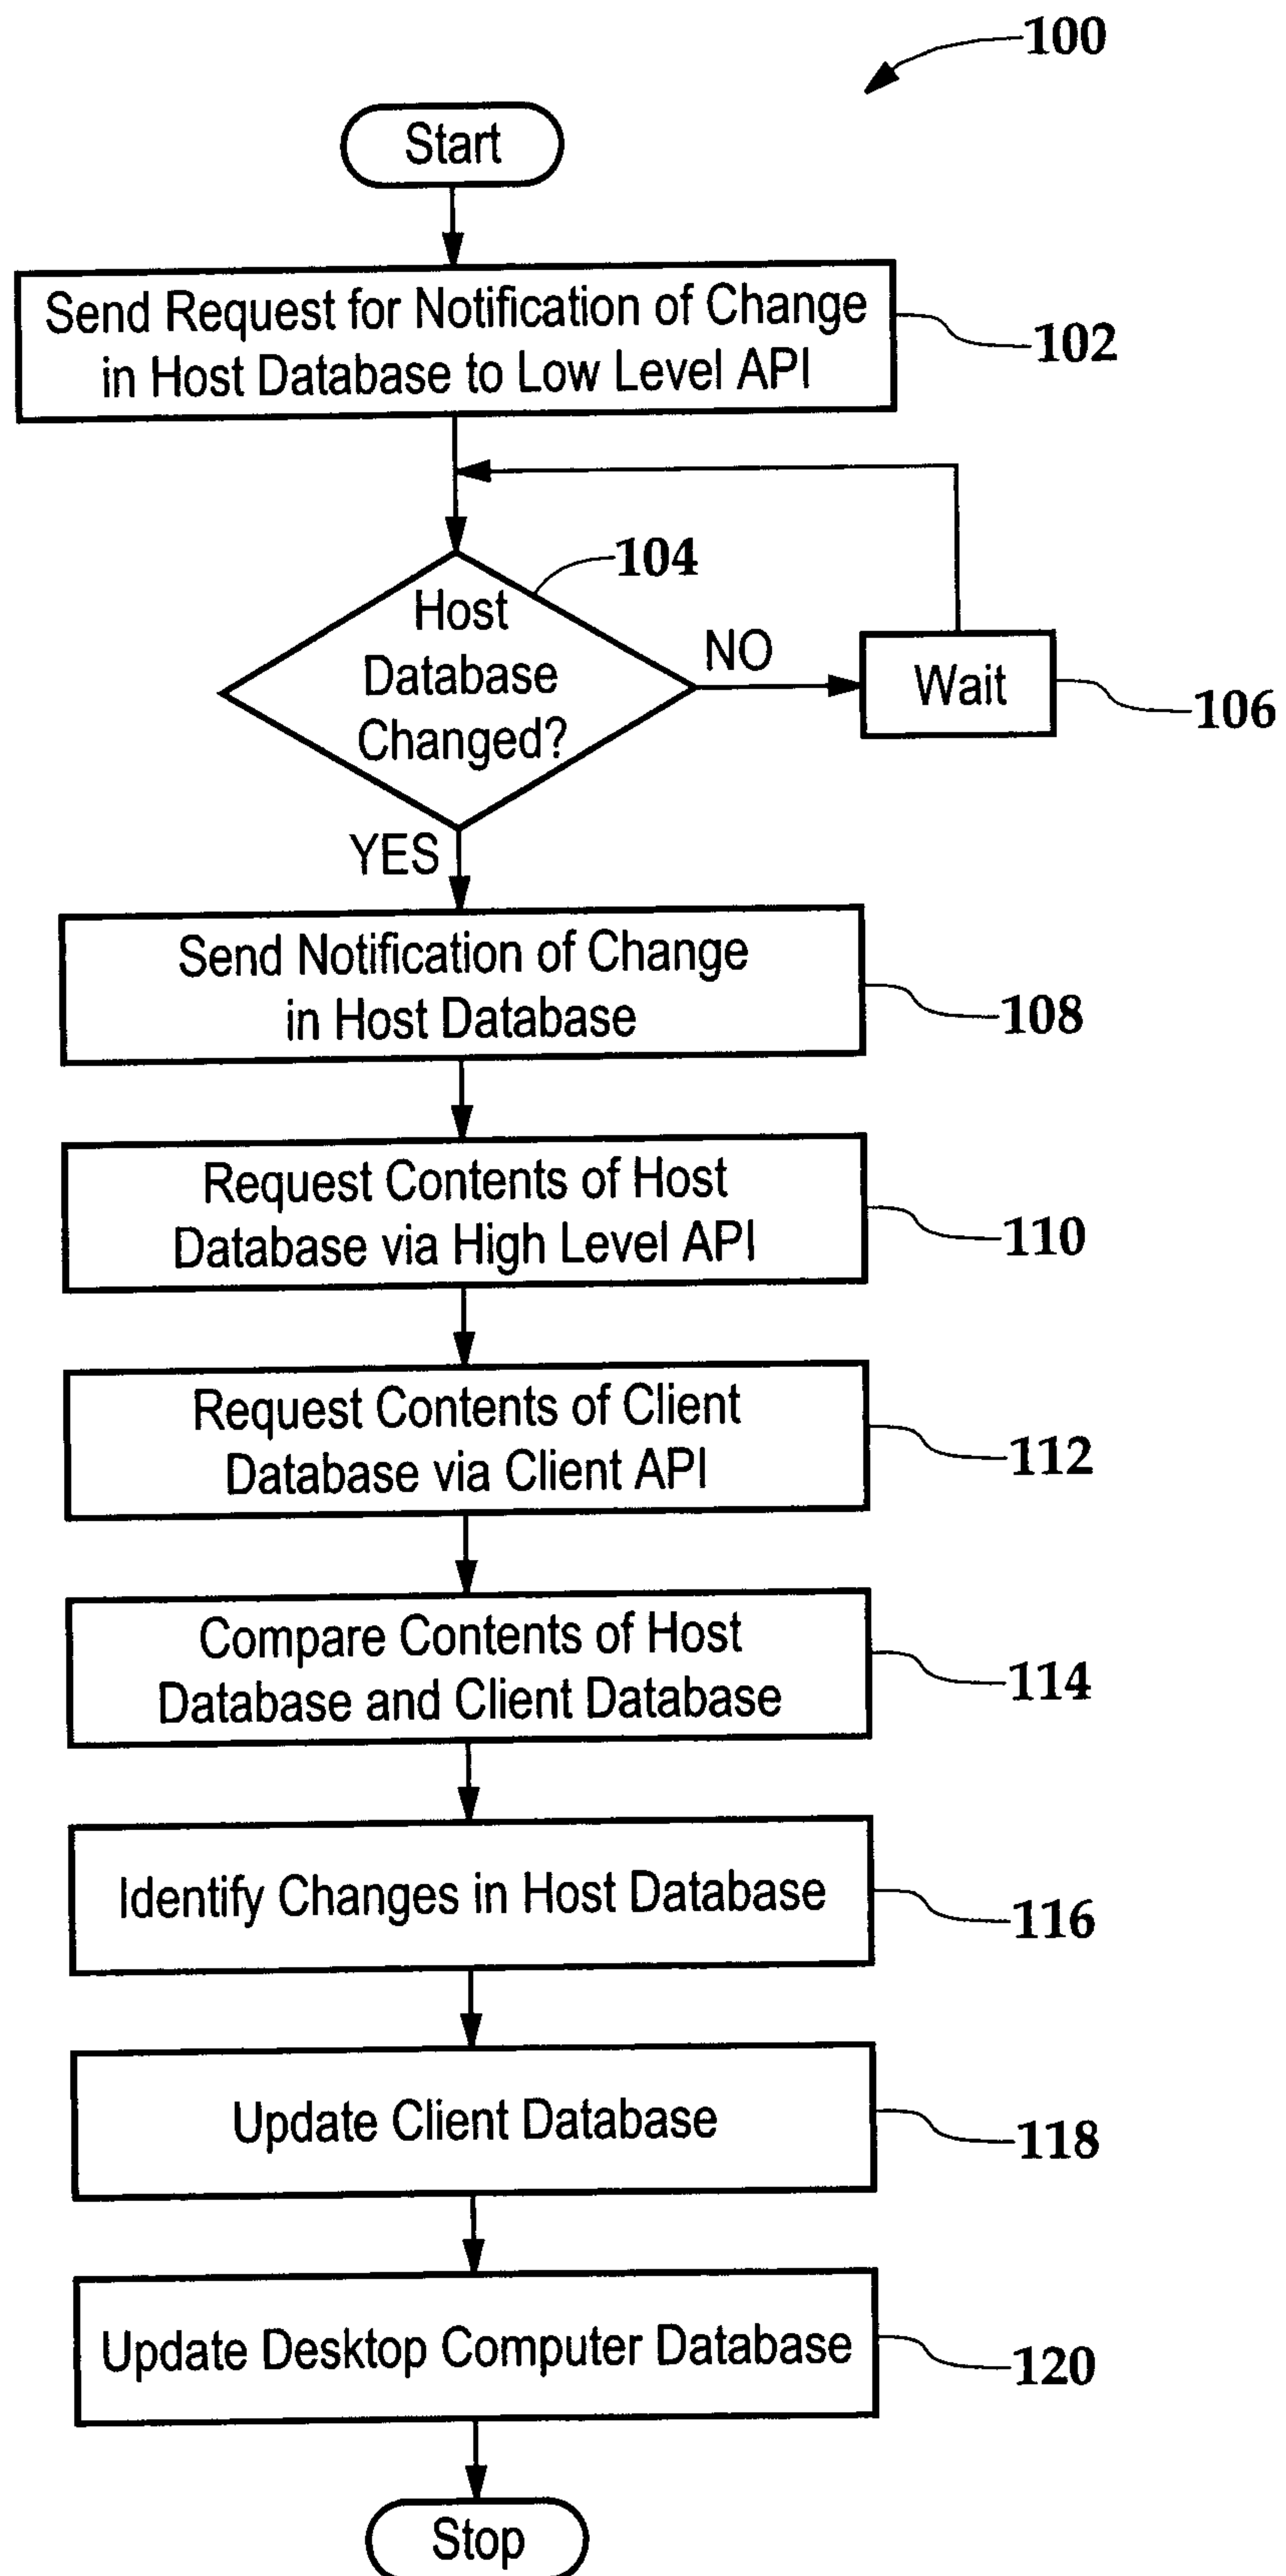 100
Start
Send Request for Notification of Change
in Host Database to Low Level API
102
104
Host
Database
Changed?
NO
Wait
106
YES
Send Notification of Change
in Host Database
108
Request Contents of Host
Database via High Level API
110
Request Contents of Client
Database via Client API
112
Compare Contents of Host
Database and Client Database
114
Identify Changes in Host Database
116
Update Client Database
118
Update Desktop Computer Database
120
Stop